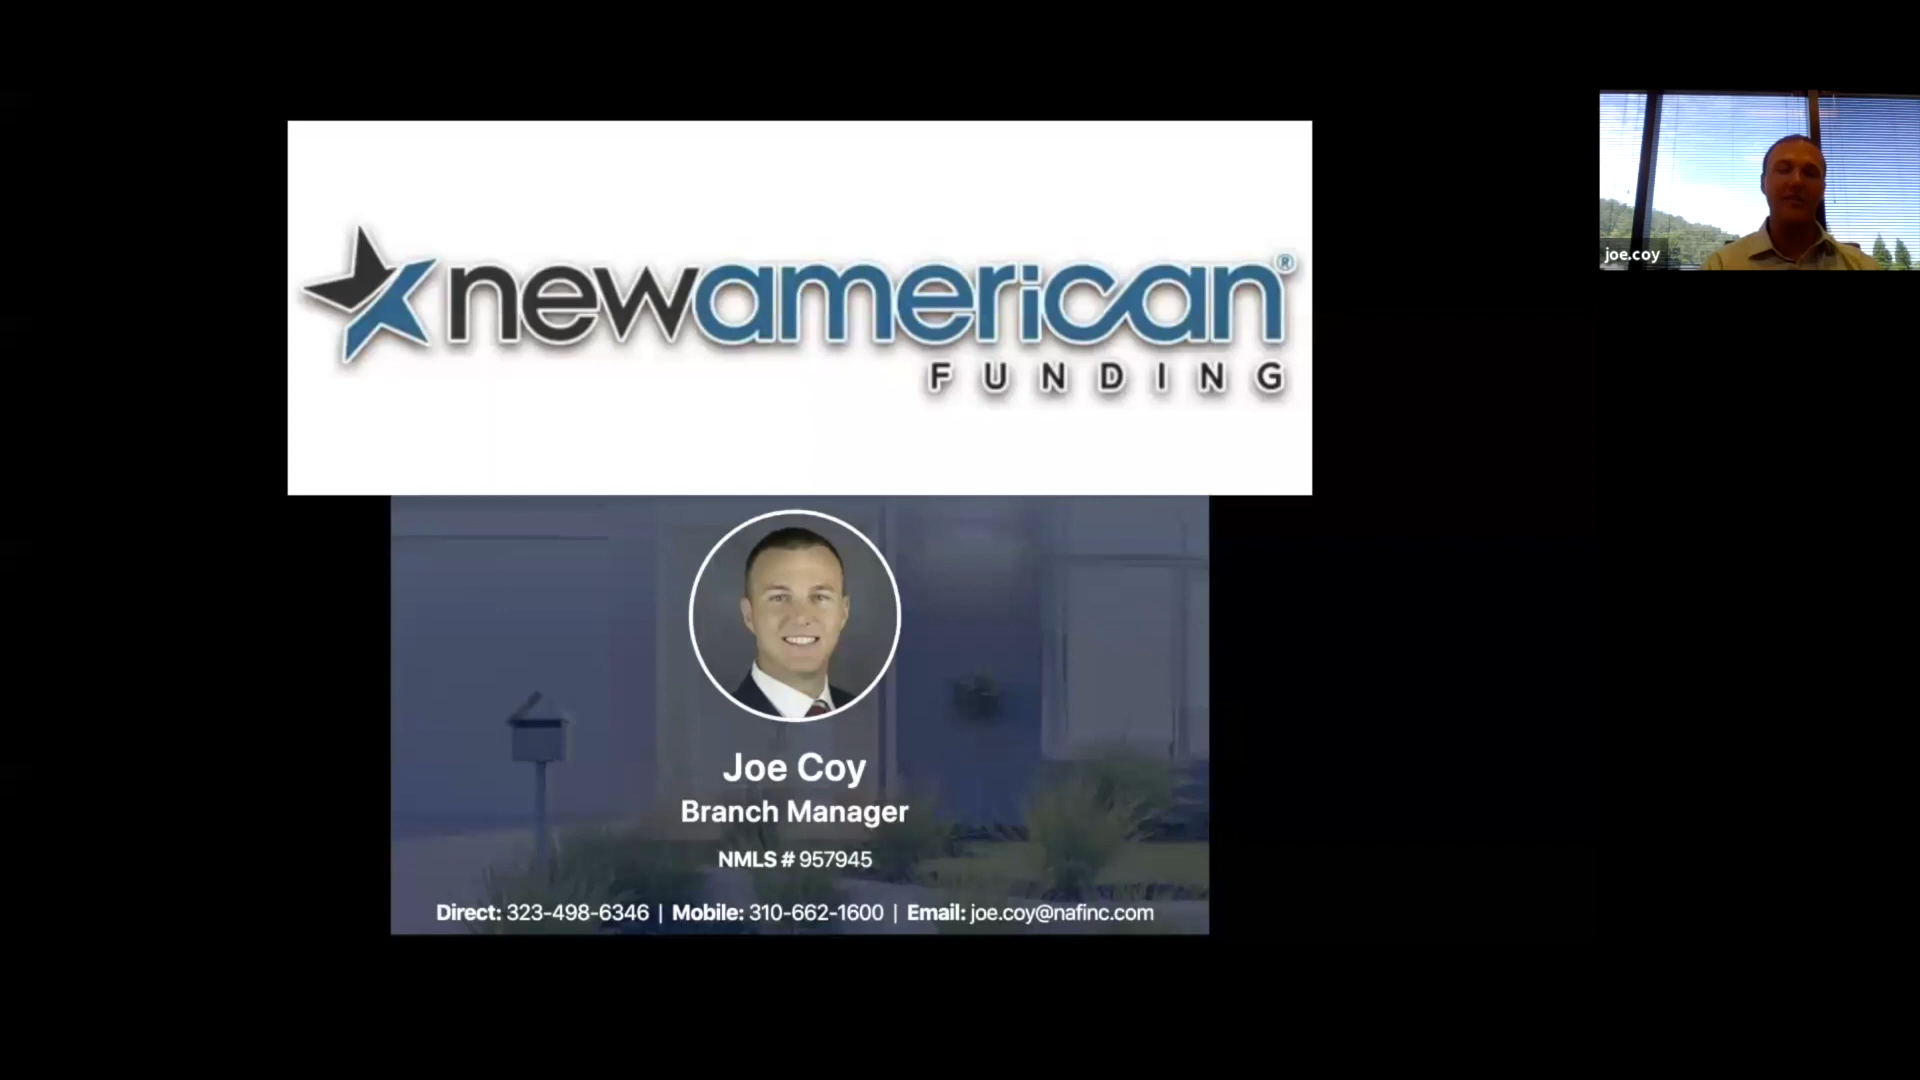 newamerican®
FUNDING
joe.coy
Joe Coy
Branch Manager
NMLS # 957945
Direct: 323-498-6346 | Mobile: 310-662-1600 | Email: joe.coy@nafinc.com